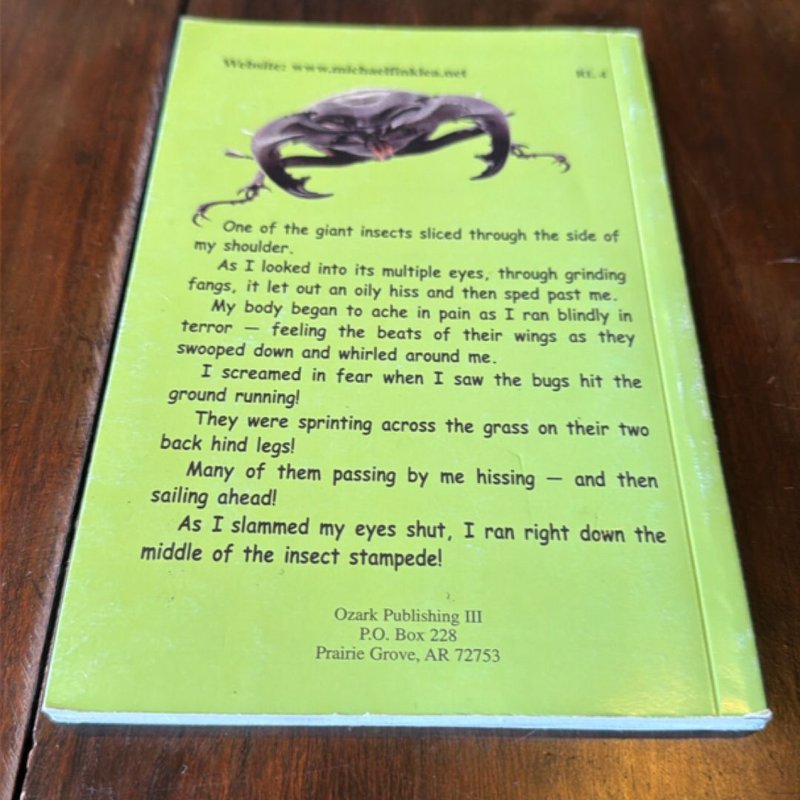 Website: www.michaelfinklea.net
RL 4
One of the giant insects sliced through the side of
my shoulder.
As I looked into its multiple eyes, through grinding
fangs, it let out an oily hiss and then sped past me.
My body began to ache in pain as I ran blindly in
terror — feeling the beats of their wings as they
swooped down and whirled around me.
I screamed in fear when I saw the bugs hit the
ground running!
They were sprinting across the grass on their two
back hind legs!
Many of them passing by me hissing — and then
sailing ahead!
As I slammed my eyes shut, I ran right down the
middle of the insect stampede!
Ozark Publishing III
P.O. Box 228
Prairie Grove, AR 72753